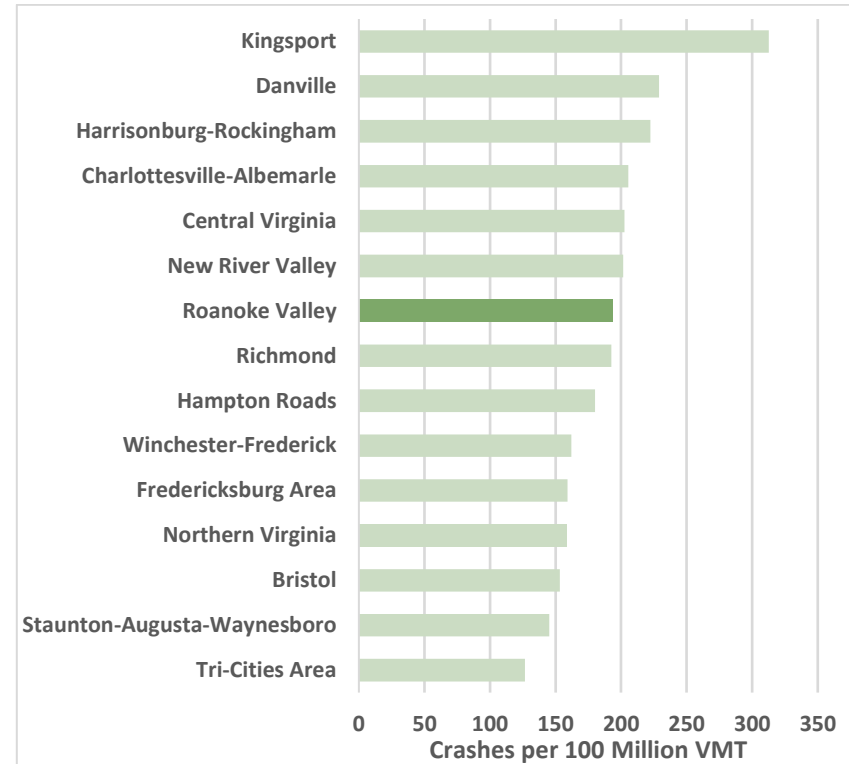 Kingsport
Danville
Harrisonburg-Rockingham
Charlottesville-Albemarle
Central Virginia
New River Valley
Roanoke Valley
Richmond
Hampton Roads
Winchester-Frederick
Fredericksburg Area
Northern Virginia
Bristol
Staunton-Augusta-Waynesboro
Tri-Cities Area
0 50 100 150 200 250 300 350
Crashes per 100 Million VMT